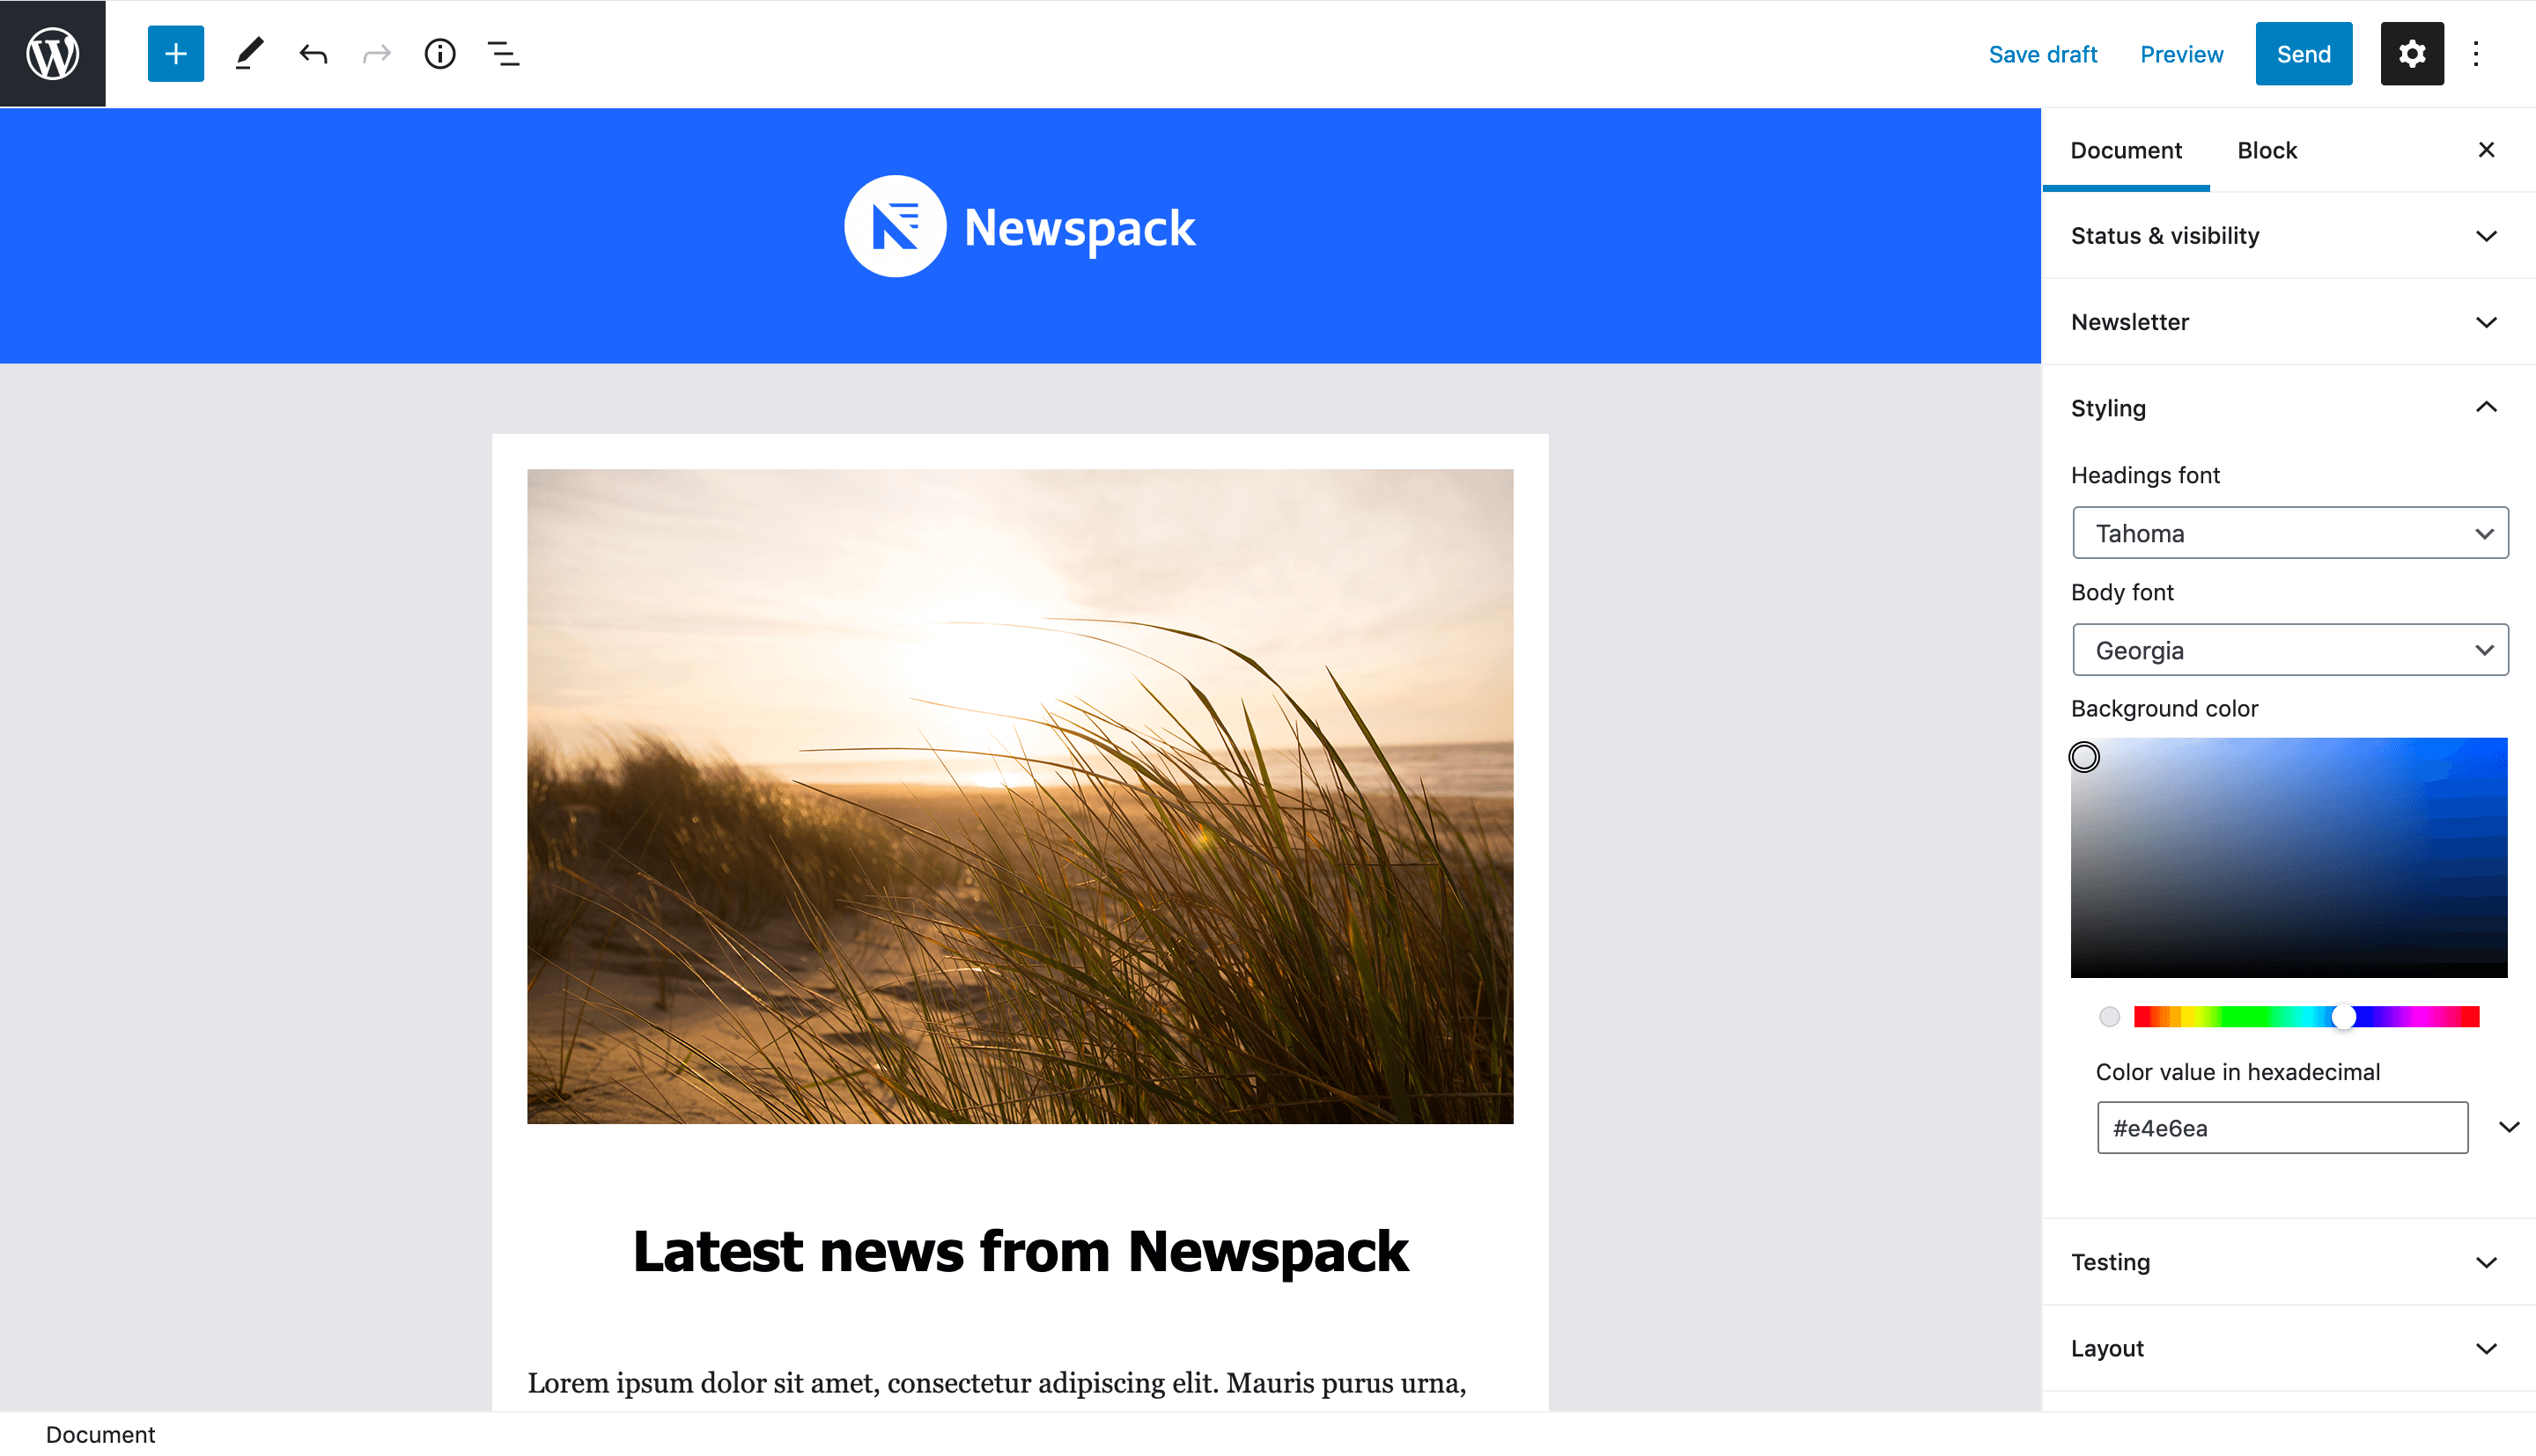 Save draft
Preview
Send
Newspack
Document
Block
Status & visibility
Newsletter
Styling
Headings font
Tahoma
Body font
Georgia
Background color
Color value in hexadecimal
#e4e6ea
Testing
Layout
Latest news from Newspack
Lorem ipsum dolor sit amet, consectetur adipiscing elit. Mauris purus urna,
Document